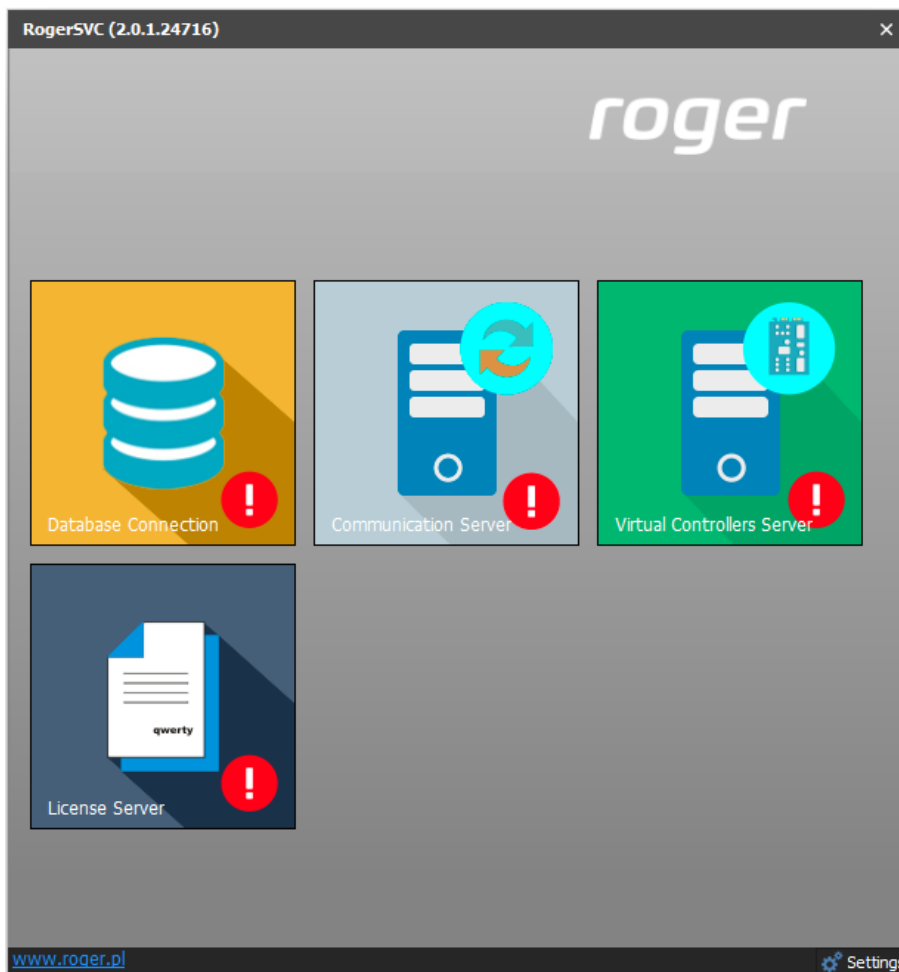 RogerSVC (2.0.1.24716)
roger
Database Connection
Communication Server
Virtual Controllers Server
qwerty
License Server
www.roger.pl
Settings